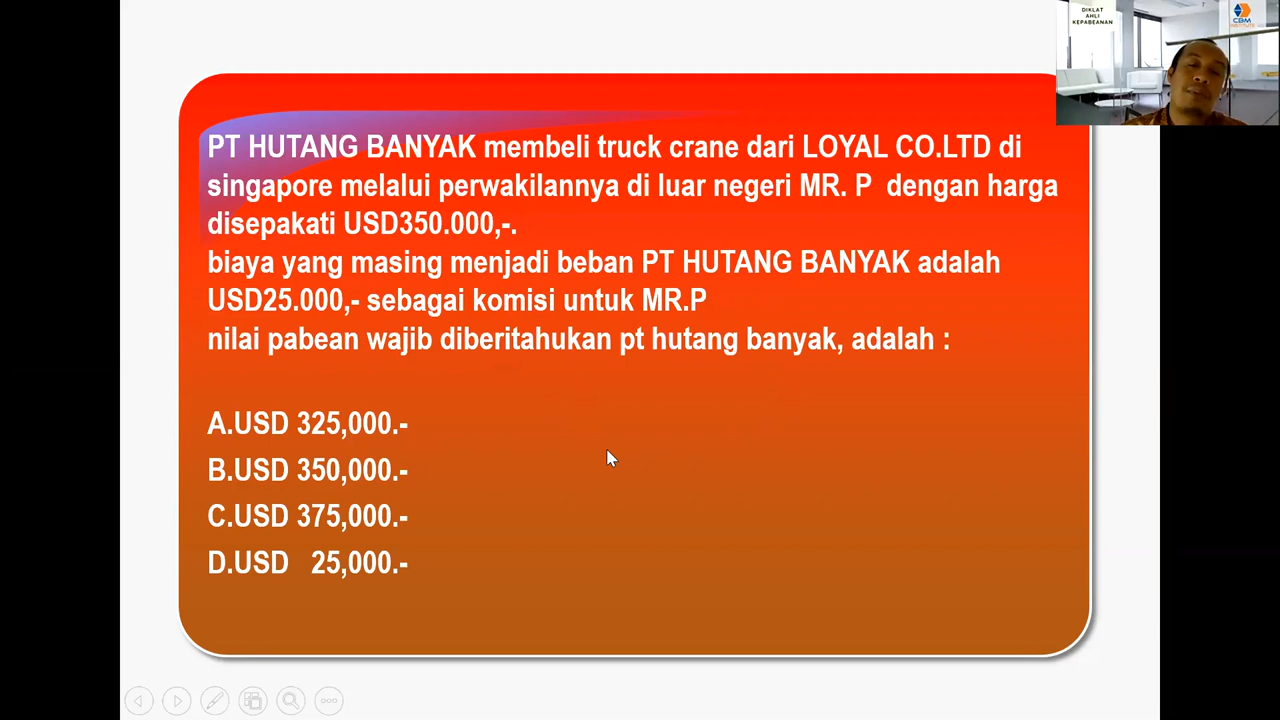 DIKLAT
AHLI
KEPABEANAN
CBM
INSTITUTE
PT HUTANG BANYAK membeli truck crane dari LOYAL CO.LTD di
singapore melalui perwakilannya di luar negeri MR. P dengan harga
disepakati USD350.000,-.
biaya yang masing menjadi beban PT HUTANG BANYAK adalah
USD25.000,- sebagai komisi untuk MR.P
nilai pabean wajib diberitahukan pt hutang banyak, adalah :
A.USD 325,000.-
B.USD 350,000.-
C.USD 375,000.-
D.USD 25,000.-